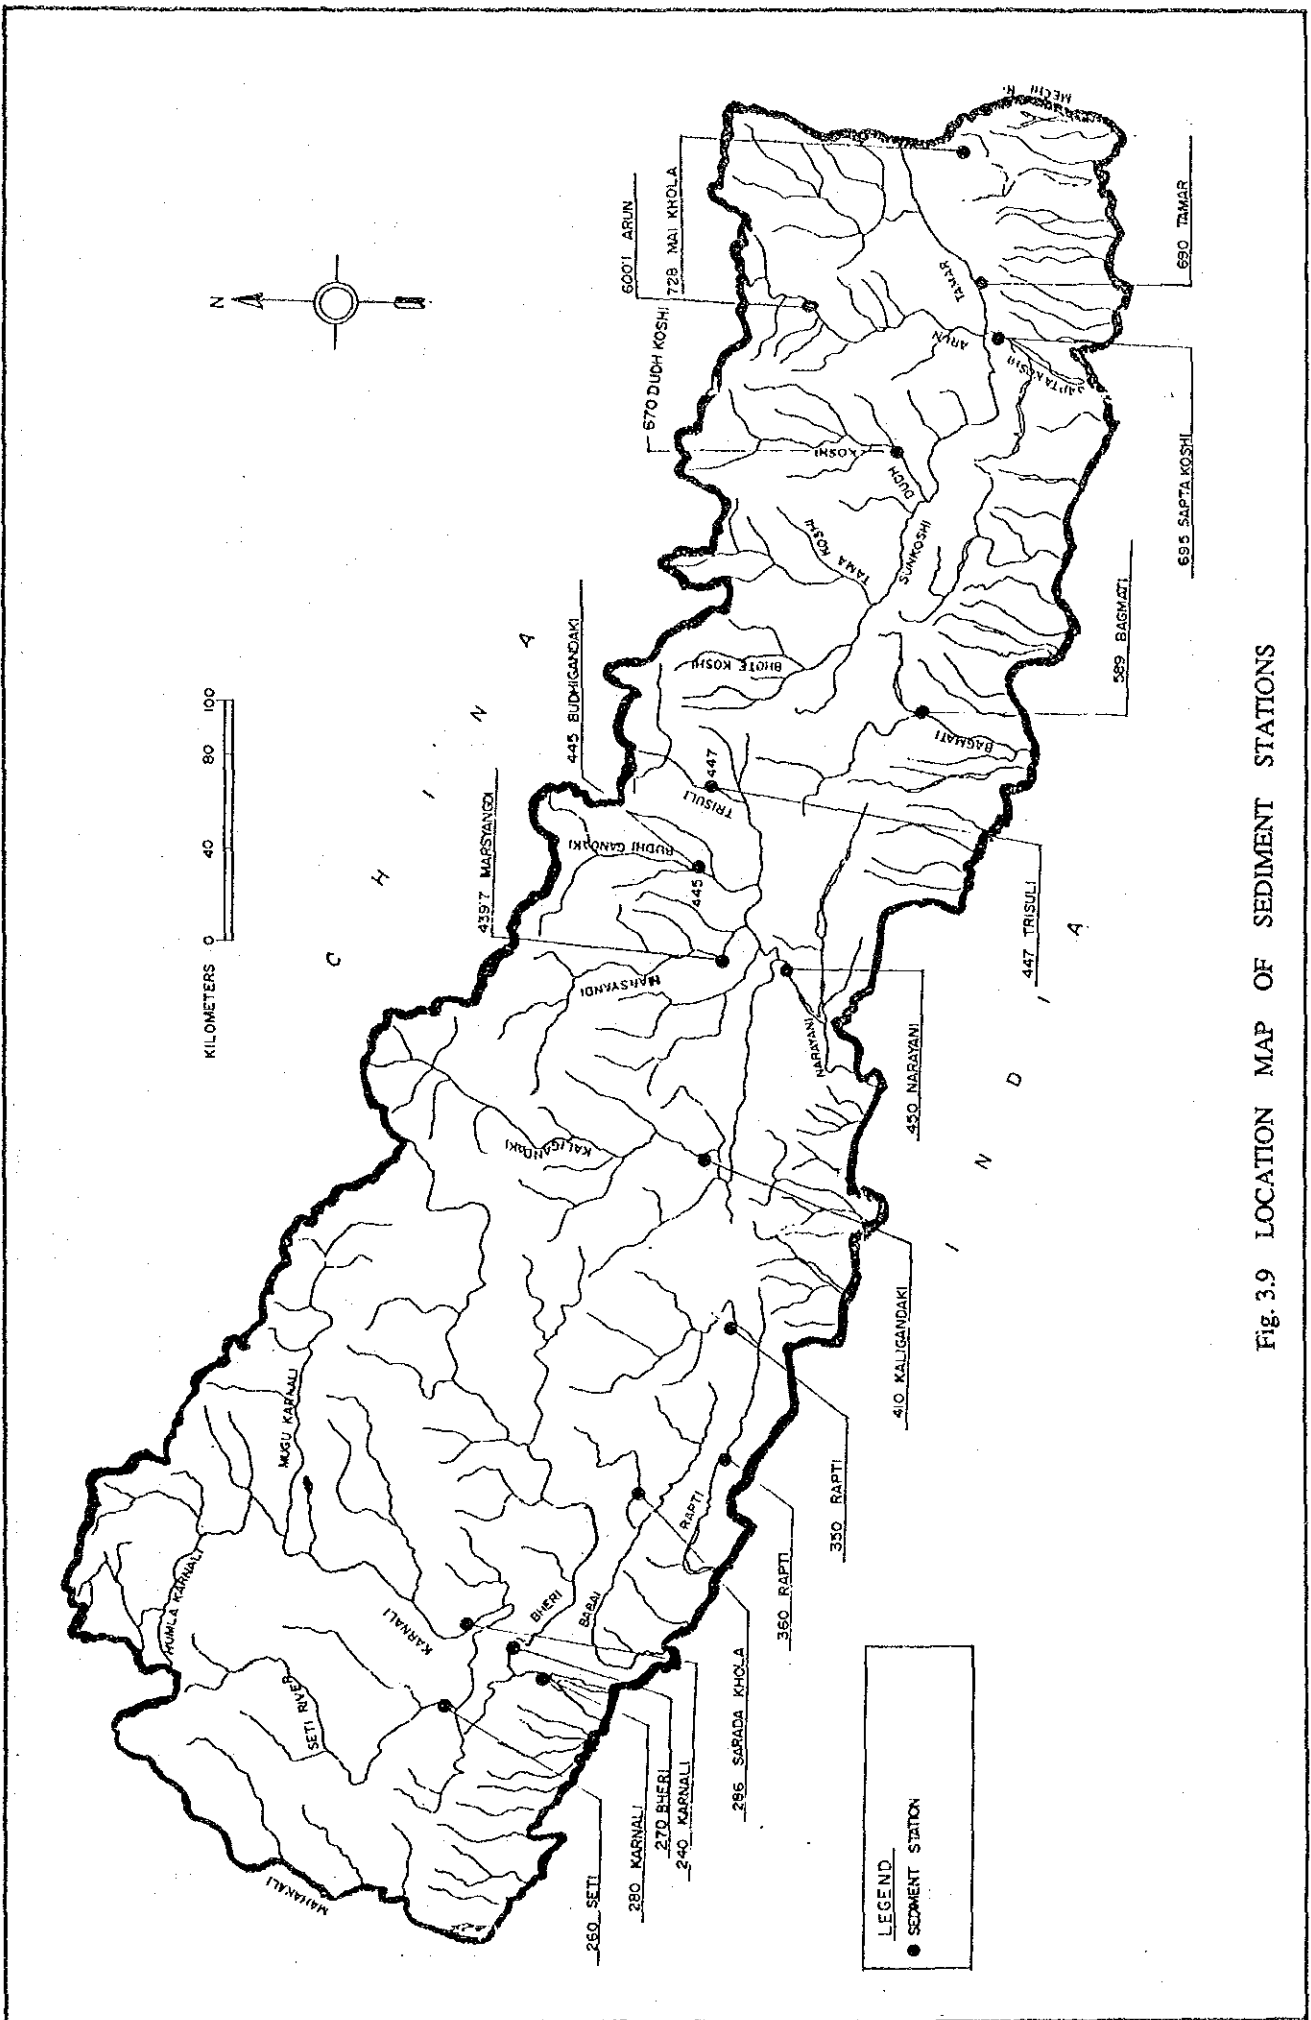 N
KILOMETERS 0 40 80 100
C H I N A
I N D I A
HUMLA KARNALI
MUGU KARNALI
SETI RIVER
MAHAKALI
KARNALI
BHERI
BABAI
RAPTI
KALIGANDAKI
MARSYANDI
BUDHI GANDAKI
TRISULI
NARAYANI
BHOTE KOSHI
TAMA KOSHI
SUNKOSHI
DUDH KOSHI
BAGMATI
ARUN
TAMAR
SAPTA KOSHI
MECHI R.
445
447
439.7 MARSYANGDI
445 BUDHIGANDAKI
670 DUDH KOSHI
600.1 ARUN
728 MAI KHOLA
260 SETI
280 KARNALI
270 BHERI
240 KARNALI
286 SARADA KHOLA
360 RAPTI
350 RAPTI
410 KALIGANDAKI
450 NARAYANI
447 TRISULI
589 BAGMATI
695 SAPTA KOSHI
690 TAMAR
LEGEND
SEDIMENT STATION
Fig. 3.9 LOCATION MAP OF SEDIMENT STATIONS